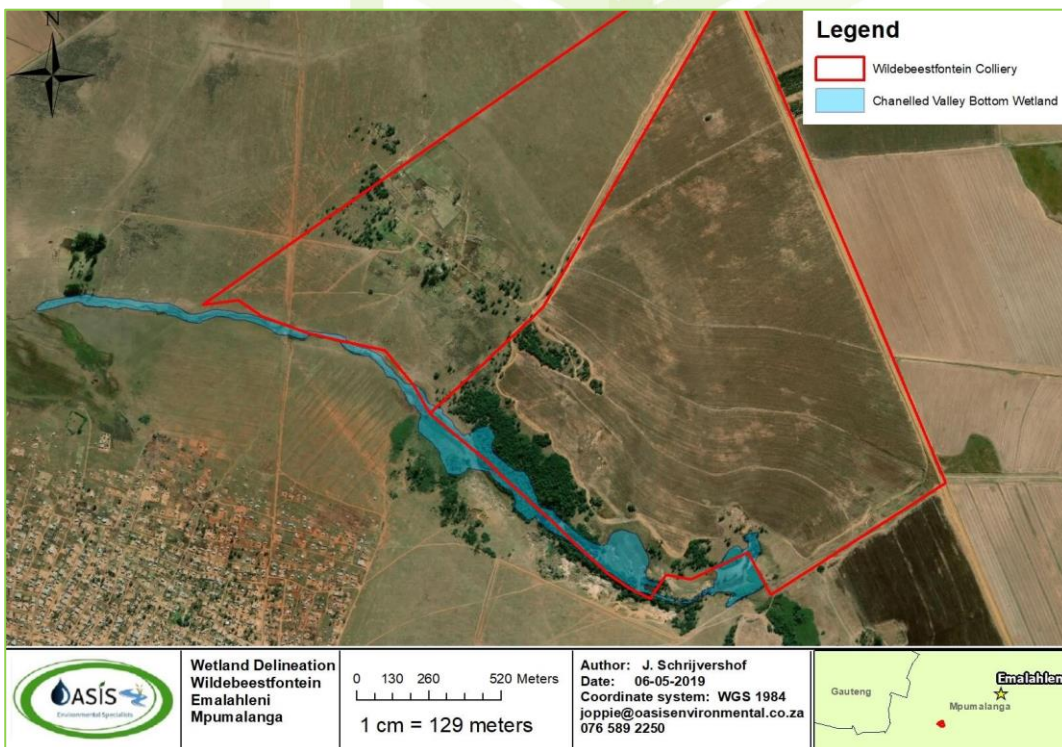 N
Legend
Wildebeestfontein Colliery
Chanelled Valley Bottom Wetland
OASIS
Environmental Specialists
Wetland Delineation
Wildebeestfontein
Emalahleni
Mpumalanga
0 130 260 520 Meters
1 cm = 129 meters
Author: J. Schrijvershof
Date: 06-05-2019
Coordinate system: WGS 1984
joppie@oasisenvironmental.co.za
076 589 2250
Emalahleni
Gauteng
Mpumalanga